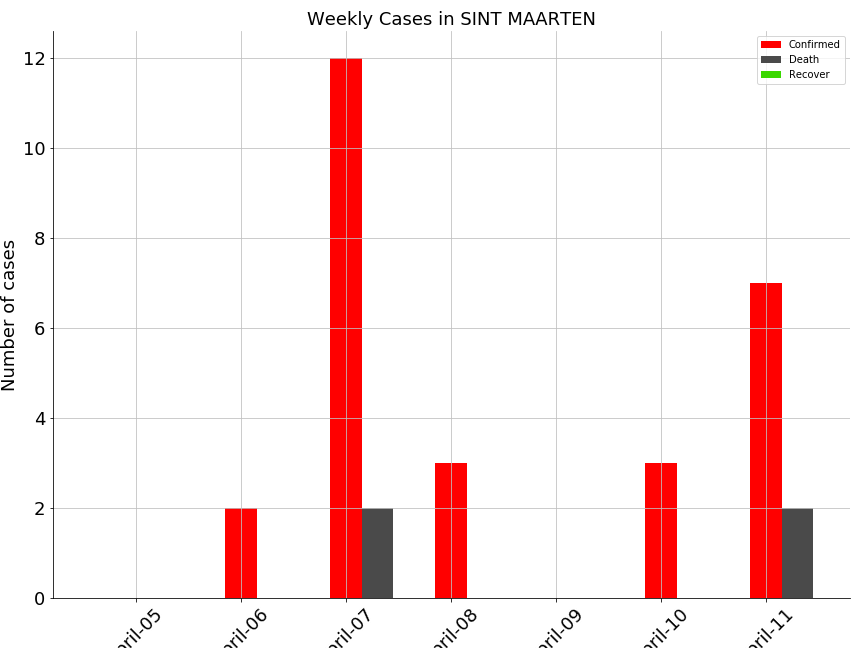 Weekly Cases in SINT MAARTEN
Confirmed
Death
Recover
Number of cases
12
10
8
6
4
2
0
pril-05
pril-06
pril-07
pril-08
pril-09
pril-10
pril-11